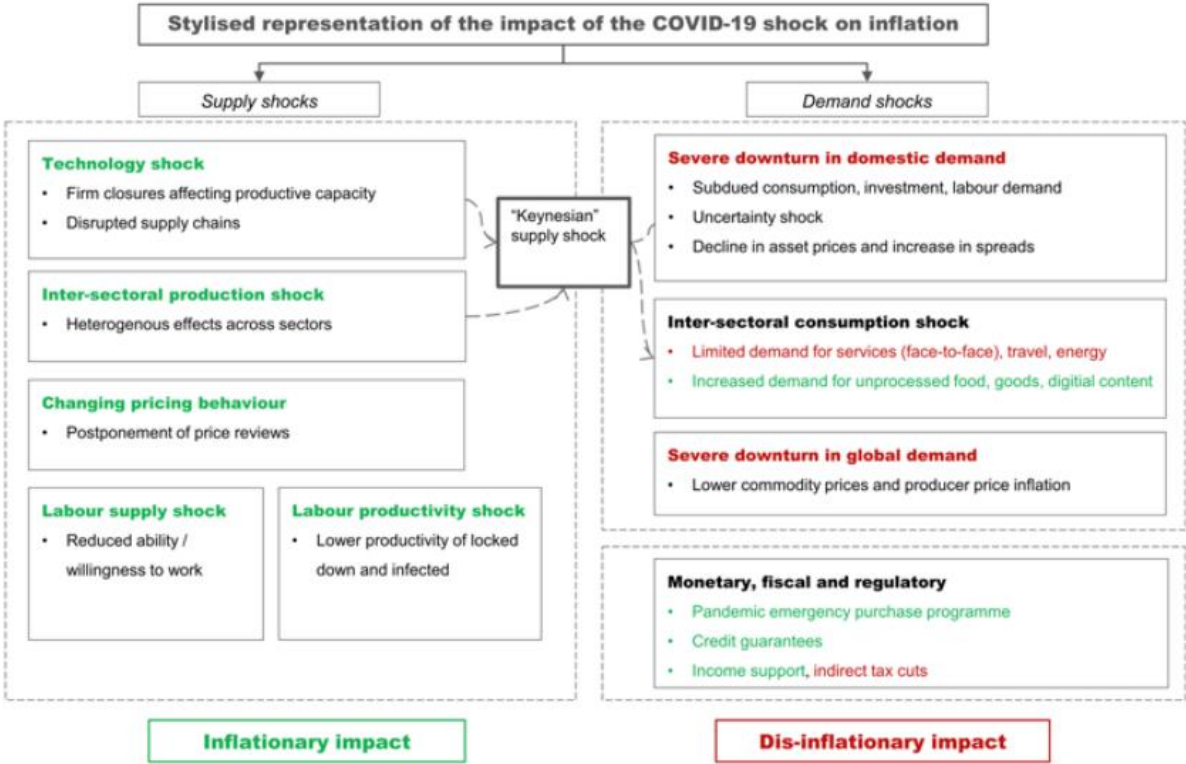 Stylised representation of the impact of the COVID-19 shock on inflation
Supply shocks
Demand shocks
Technology shock
• Firm closures affecting productive capacity
• Disrupted supply chains
Inter-sectoral production shock
• Heterogenous effects across sectors
Changing pricing behaviour
• Postponement of price reviews
Labour supply shock
• Reduced ability /
willingness to work
Labour productivity shock
• Lower productivity of locked
down and infected
"Keynesian"
supply shock
Severe downturn in domestic demand
• Subdued consumption, investment, labour demand
• Uncertainty shock
• Decline in asset prices and increase in spreads
Inter-sectoral consumption shock
• Limited demand for services (face-to-face), travel, energy
• Increased demand for unprocessed food, goods, digitial content
Severe downturn in global demand
• Lower commodity prices and producer price inflation
Monetary, fiscal and regulatory
• Pandemic emergency purchase programme
• Credit guarantees
• Income support, indirect tax cuts
Inflationary impact
Dis-inflationary impact